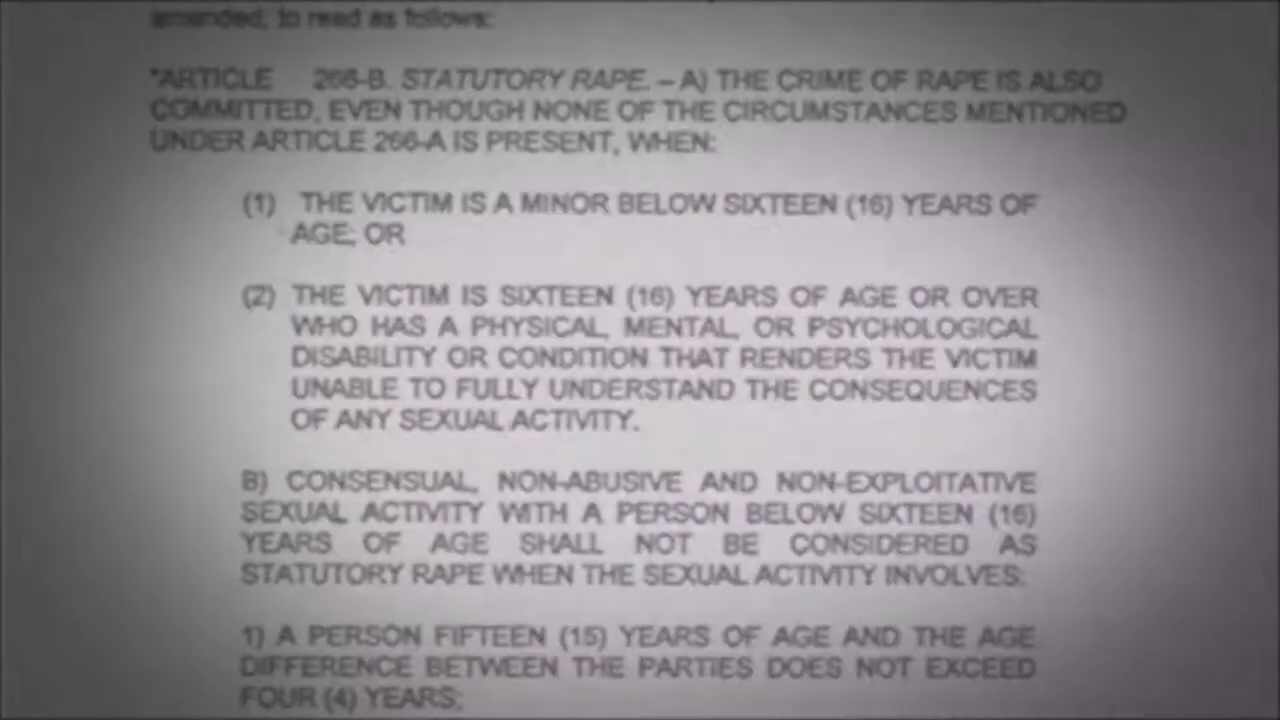 amended, to read as follows:
"ARTICLE 266-B. STATUTORY RAPE. – A) THE CRIME OF RAPE IS ALSO
COMMITTED, EVEN THOUGH NONE OF THE CIRCUMSTANCES MENTIONED
UNDER ARTICLE 266-A IS PRESENT, WHEN:
(1) THE VICTIM IS A MINOR BELOW SIXTEEN (16) YEARS OF
AGE; OR
(2) THE VICTIM IS SIXTEEN (16) YEARS OF AGE OR OVER
WHO HAS A PHYSICAL, MENTAL, OR PSYCHOLOGICAL
DISABILITY OR CONDITION THAT RENDERS THE VICTIM
UNABLE TO FULLY UNDERSTAND THE CONSEQUENCES
OF ANY SEXUAL ACTIVITY.
B) CONSENSUAL, NON-ABUSIVE AND NON-EXPLOITATIVE
SEXUAL ACTIVITY WITH A PERSON BELOW SIXTEEN (16)
YEARS OF AGE SHALL NOT BE CONSIDERED AS
STATUTORY RAPE WHEN THE SEXUAL ACTIVITY INVOLVES:
1) A PERSON FIFTEEN (15) YEARS OF AGE AND THE AGE
DIFFERENCE BETWEEN THE PARTIES DOES NOT EXCEED
FOUR (4) YEARS;